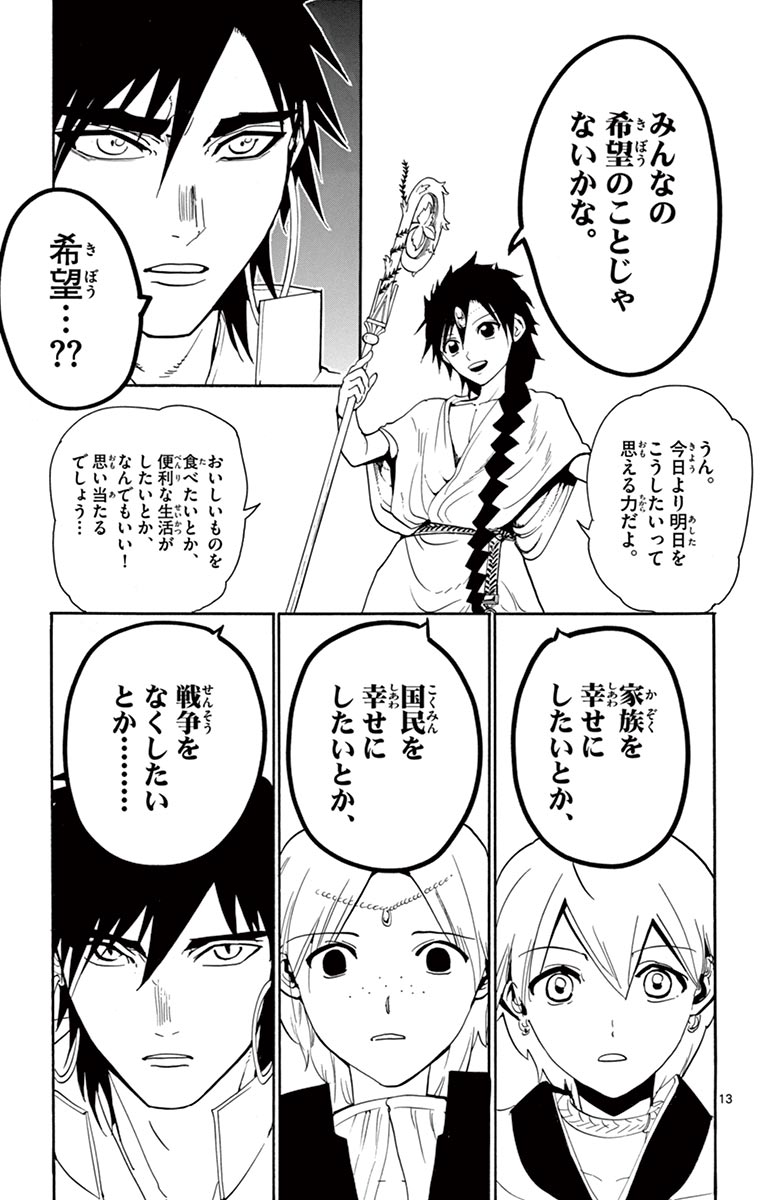 みんなの
希望のことじゃ
ないかな。
希望…
??
うん。
今日より明日を
こうしたいって
思える力だよ。
おいしいものを
食べたいとか、
便利な生活が
したいとか、
なんでもいい!
思い当たる
でしょう…
家族を
幸せに
したいとか、
国民を
幸せに
したいとか、
戦争を
なくしたい
とか………
13